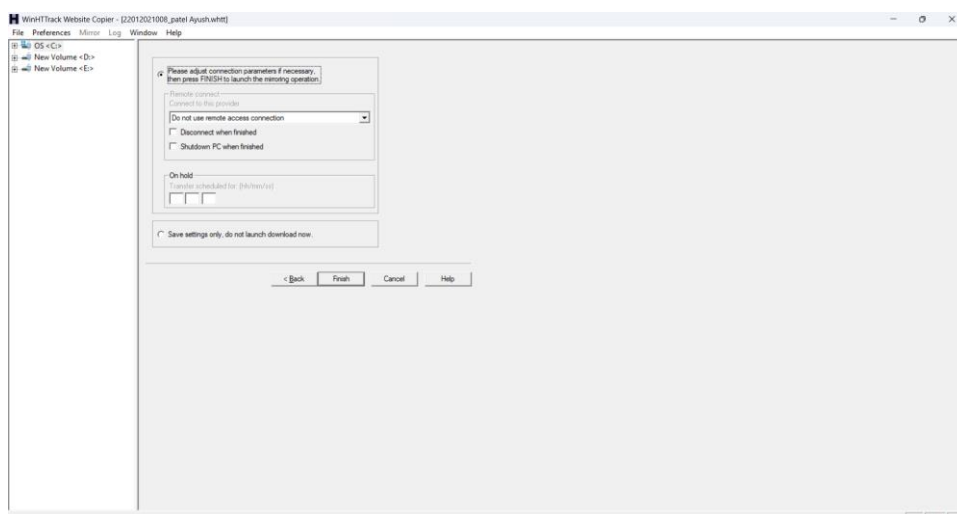 WinHTTrack Website Copier - [22012021008_patel Ayush.whtt]
File Preferences Mirror Log Window Help
OS <C:>
New Volume <D:>
New Volume <E:>
Please adjust connection parameters if necessary,
then press FINISH to launch the mirroring operation.
Remote connect
Connect to this provider
Do not use remote access connection
Disconnect when finished
Shutdown PC when finished
On hold
Transfer scheduled for: (hh/mm/ss)
Save settings only, do not launch download now.
< Back Finish Cancel Help